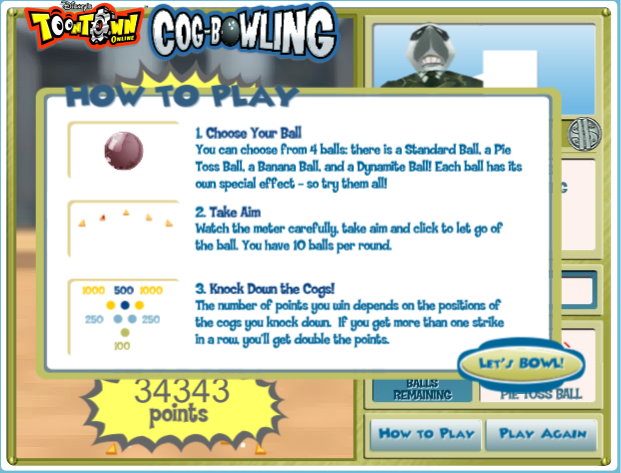 Disney's
TOONTOWN
ONLINE
COG-BOWLING
HOW TO PLAY
1. Choose Your Ball
You can choose from 4 balls: there is a Standard Ball, a Pie
Toss Ball, a Banana Ball, and a Dynamite Ball! Each ball has its
own special effect - so try them all!
2. Take Aim
Watch the meter carefully, take aim and click to let go of
the ball. You have 10 balls per round.
1000 500 1000
250 250
100
3. Knock Down the Cogs!
The number of points you win depends on the positions of
the cogs you knock down. If you get more than one strike
in a row, you'll get double the points.
LET'S BOWL!
34343
points
BALLS
REMAINING
PIE TOSS BALL
HOW TO PLAY
PLAY AGAIN